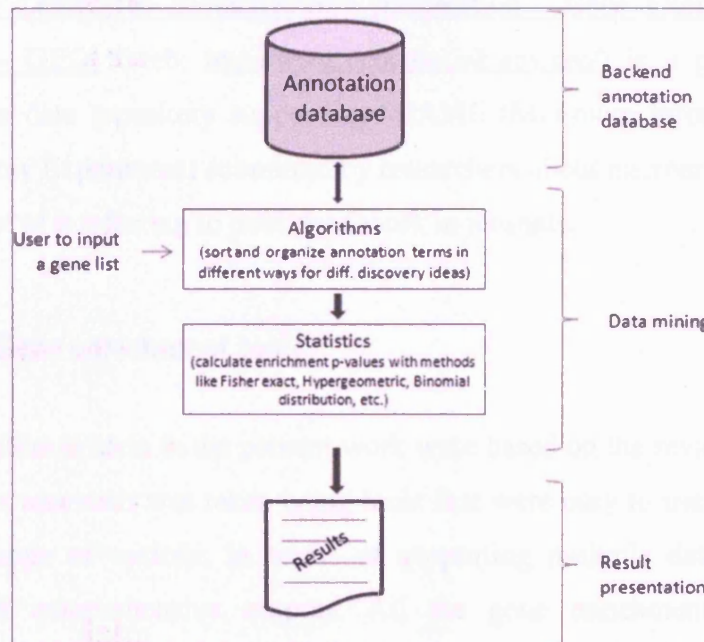 Annotation
database
Backend
annotation
database
User to input
a gene list
Algorithms
(sort and organize annotation terms in
different ways for diff. discovery ideas)
Data mining
Statistics
(calculate enrichment p-values with methods
like Fisher exact, Hypergeometric, Binomial
distribution, etc.)
Results
Result
presentation